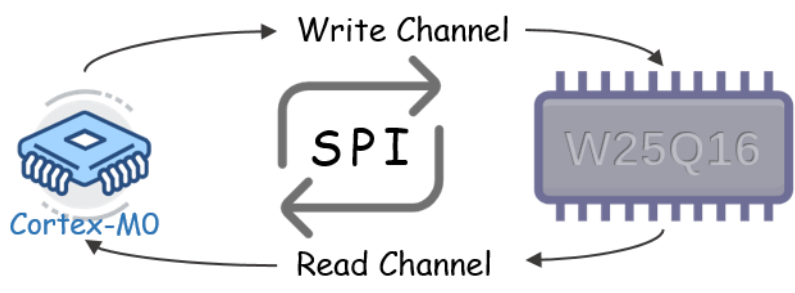 Write Channel
SPI
W25Q16
Cortex-M0
Read Channel